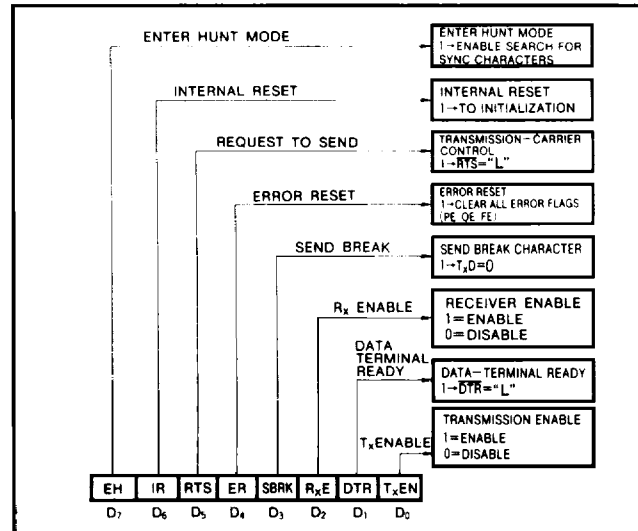 ENTER HUNT MODE
ENTER HUNT MODE
1→ENABLE SEARCH FOR
SYNC CHARACTERS
INTERNAL RESET
INTERNAL RESET
1→TO INITIALIZATION
REQUEST TO SEND
TRANSMISSION-CARRIER
CONTROL
1→R̅T̅S̅="L"
ERROR RESET
ERROR RESET
1→CLEAR ALL ERROR FLAGS
(PE OE FE)
SEND BREAK
SEND BREAK CHARACTER
1→TxD=0
Rx ENABLE
RECEIVER ENABLE
1=ENABLE
0=DISABLE
DATA
TERMINAL
READY
DATA-TERMINAL READY
1→D̅T̅R̅="L"
TxENABLE
TRANSMISSION ENABLE
1=ENABLE
0=DISABLE
EH IR RTS ER SBRK RxE DTR TxEN
D7 D6 D5 D4 D3 D2 D1 D0